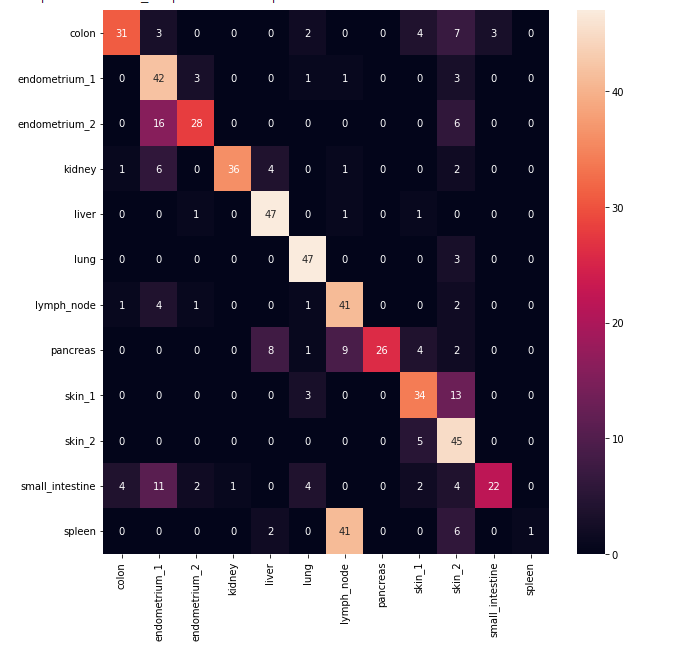 colon 31 3 0 0 0 2 0 0 4 7 3 0
endometrium_1 0 42 3 0 0 1 1 0 0 3 0 0
endometrium_2 0 16 28 0 0 0 0 0 0 6 0 0
kidney 1 6 0 36 4 0 1 0 0 2 0 0
liver 0 0 1 0 47 0 1 0 1 0 0 0
lung 0 0 0 0 0 47 0 0 0 3 0 0
lymph_node 1 4 1 0 0 1 41 0 0 2 0 0
pancreas 0 0 0 0 8 1 9 26 4 2 0 0
skin_1 0 0 0 0 0 3 0 0 34 13 0 0
skin_2 0 0 0 0 0 0 0 0 5 45 0 0
small_intestine 4 11 2 1 0 4 0 0 2 4 22 0
spleen 0 0 0 0 2 0 41 0 0 6 0 1
colon endometrium_1 endometrium_2 kidney liver lung lymph_node pancreas skin_1 skin_2 small_intestine spleen
40
30
20
10
0